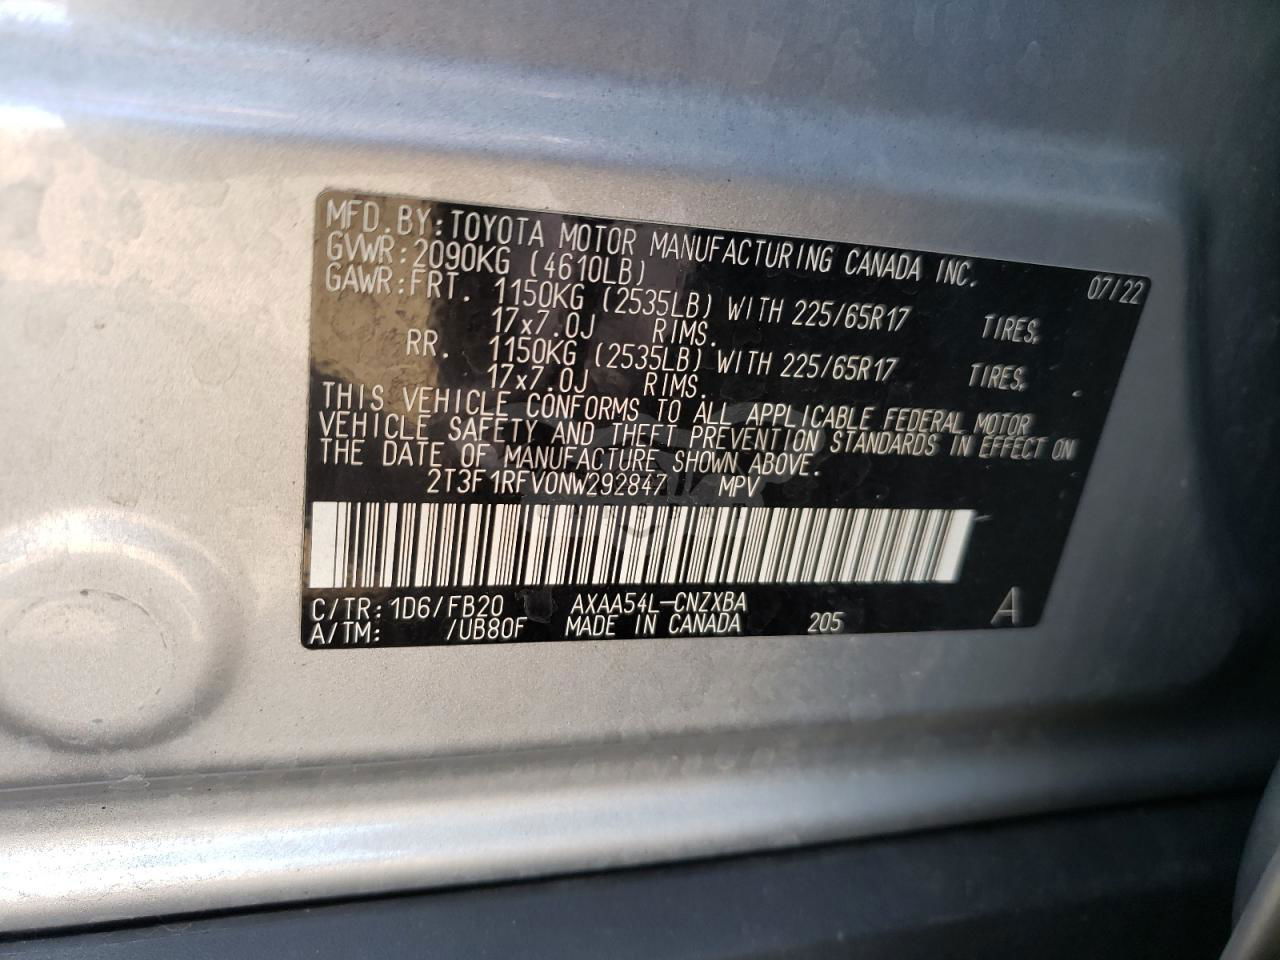 MFD.BY:TOYOTA MOTOR MANUFACTURING CANADA INC. 07/22
GVWR:2090KG (4610LB)
GAWR:FRT. 1150KG (2535LB) WITH 225/65R17 TIRES,
17x7.0J RIMS.
RR. 1150KG (2535LB) WITH 225/65R17 TIRES,
17x7.0J RIMS.
THIS VEHICLE CONFORMS TO ALL APPLICABLE FEDERAL MOTOR
VEHICLE SAFETY AND THEFT PREVENTION STANDARDS IN EFFECT ON
THE DATE OF MANUFACTURE SHOWN ABOVE.
2T3F1RFV0NW292847 MPV
C/TR:1D6/FB20 AXAA54L-CNZXBA
A/TM: /UB80F MADE IN CANADA 205 A